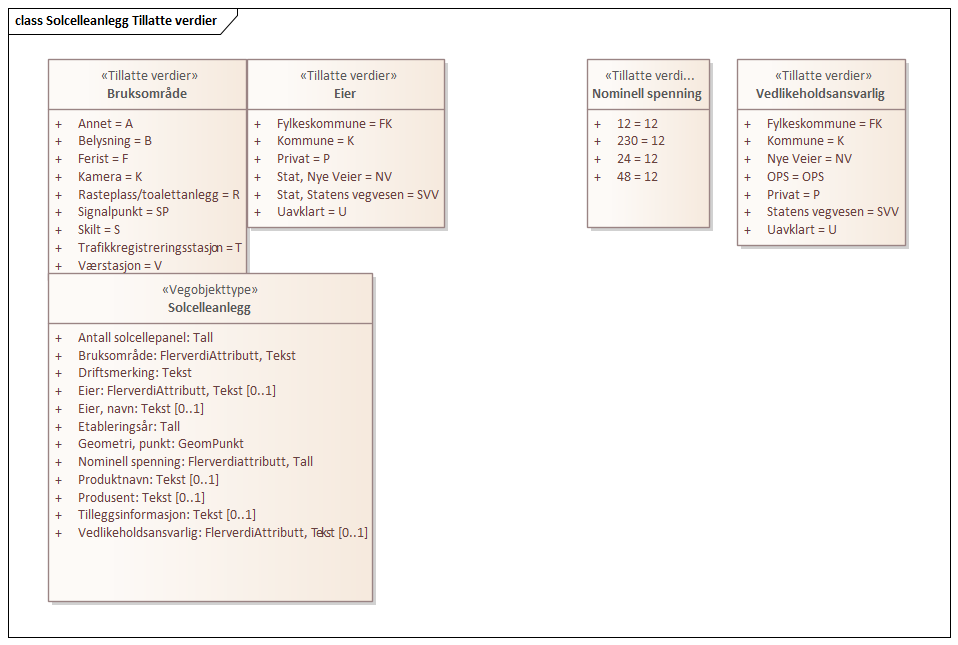 class Solcelleanlegg Tillatte verdier
«Tillatte verdier»
Bruksområde
+ Annet = A
+ Belysning = B
+ Ferist = F
+ Kamera = K
+ Rasteplass/toalettanlegg = R
+ Signalpunkt = SP
+ Skilt = S
+ Trafikkregistreringsstasjon = T
+ Værstasjon = V
«Tillatte verdier»
Eier
+ Fylkeskommune = FK
+ Kommune = K
+ Privat = P
+ Stat, Nye Veier = NV
+ Stat, Statens vegvesen = SVV
+ Uavklart = U
«Tillatte verdi...
Nominell spenning
+ 12 = 12
+ 230 = 12
+ 24 = 12
+ 48 = 12
«Tillatte verdier»
Vedlikeholdsansvarlig
+ Fylkeskommune = FK
+ Kommune = K
+ Nye Veier = NV
+ OPS = OPS
+ Privat = P
+ Statens vegvesen = SVV
+ Uavklart = U
«Vegobjekttype»
Solcelleanlegg
+ Antall solcellepanel: Tall
+ Bruksområde: FlerverdiAttributt, Tekst
+ Driftsmerking: Tekst
+ Eier: FlerverdiAttributt, Tekst [0..1]
+ Eier, navn: Tekst [0..1]
+ Etableringsår: Tall
+ Geometri, punkt: GeomPunkt
+ Nominell spenning: Flerverdiattributt, Tall
+ Produktnavn: Tekst [0..1]
+ Produsent: Tekst [0..1]
+ Tilleggsinformasjon: Tekst [0..1]
+ Vedlikeholdsansvarlig: FlerverdiAttributt, Tekst [0..1]